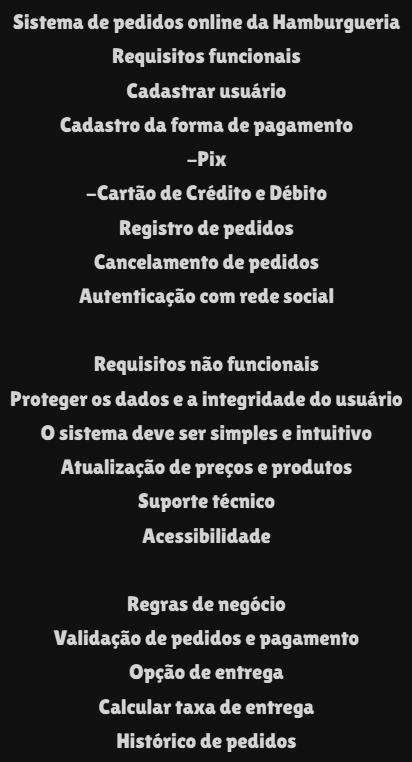 Sistema de pedidos online da Hamburgueria
Requisitos funcionais
Cadastrar usuário
Cadastro da forma de pagamento
-Pix
-Cartão de Crédito e Débito
Registro de pedidos
Cancelamento de pedidos
Autenticação com rede social
Requisitos não funcionais
Proteger os dados e a integridade do usuário
O sistema deve ser simples e intuitivo
Atualização de preços e produtos
Suporte técnico
Acessibilidade
Regras de negócio
Validação de pedidos e pagamento
Opção de entrega
Calcular taxa de entrega
Histórico de pedidos